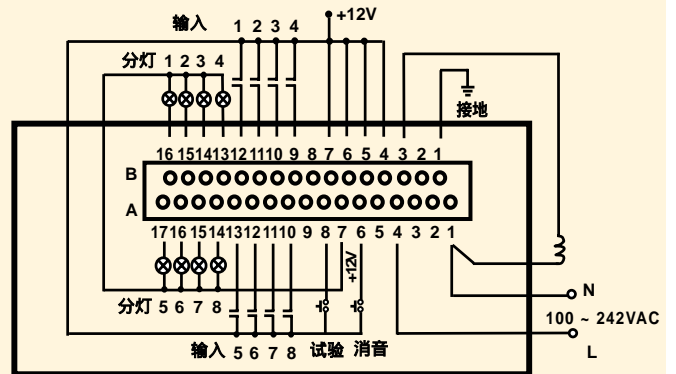 +12V
输入 1 2 3 4
分灯 1 2 3 4
接地
16 15 14 13 12 11 10 9 8 7 6 5 4 3 2 1
B
A
17 16 15 14 13 12 11 10 9 8 7 6 5 4 3 2 1
+12V
N
分灯 5 6 7 8
100 ~ 242VAC
输入 5 6 7 8 试验 消音
L